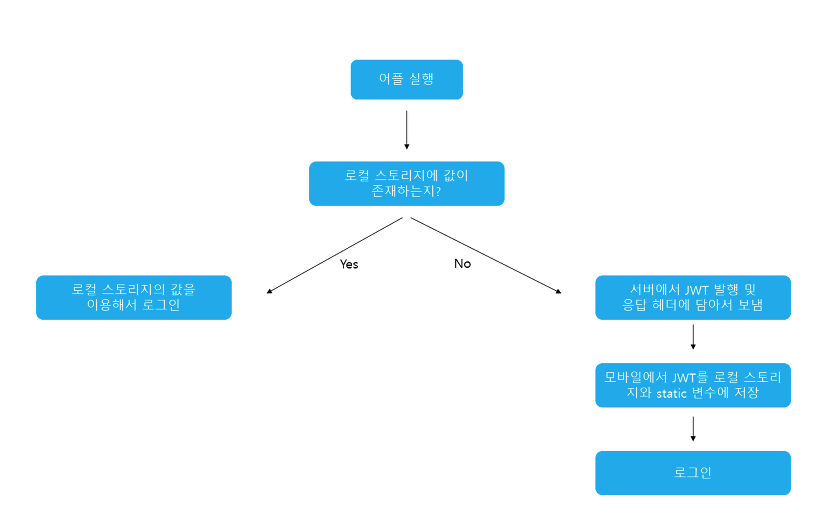 어플 실행
로컬 스토리지에 값이
존재하는지?
Yes
No
로컬 스토리지의 값을
이용해서 로그인
서버에서 JWT 발행 및
응답 헤더에 담아서 보냄
모바일에서 JWT를 로컬 스토리
지와 static 변수에 저장
로그인